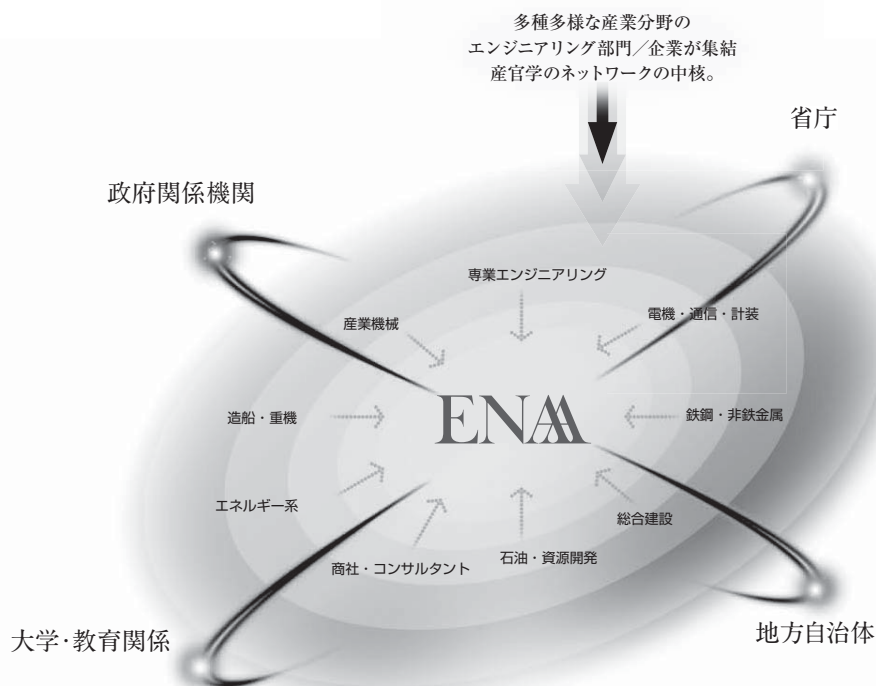 多種多様な産業分野の
エンジニアリング部門／企業が集結
産官学のネットワークの中核。
省庁
政府関係機関
専業エンジニアリング
産業機械
電機・通信・計装
造船・重機
ENAA
鉄鋼・非鉄金属
エネルギー系
総合建設
商社・コンサルタント
石油・資源開発
大学・教育関係
地方自治体